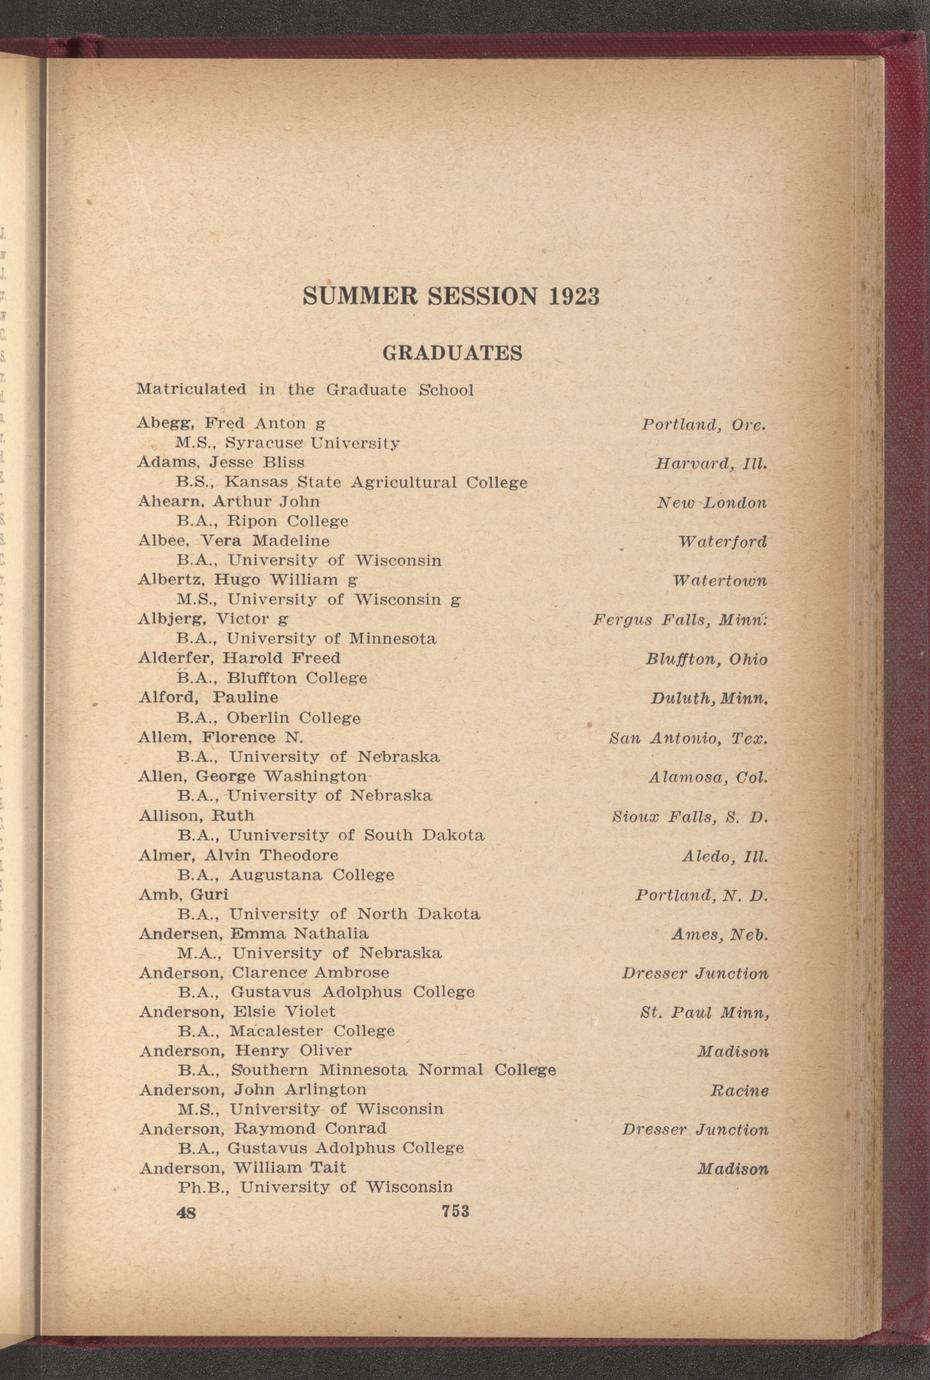 SUMMER SESSION 1923
GRADUATES
Matriculated in the Graduate School
Abegg, Fred Anton g Portland, Ore.
M.S., Syracuse University
Adams, Jesse Bliss Harvard, Ill.
B.S., Kansas State Agricultural College
Ahearn, Arthur John New London
B.A., Ripon College
Albee, Vera Madeline Waterford
B.A., University of Wisconsin
Albertz, Hugo William g Watertown
M.S., University of Wisconsin g
Albjerg, Victor g Fergus Falls, Minn.
B.A., University of Minnesota
Alderfer, Harold Freed Bluffton, Ohio
B.A., Bluffton College
Alford, Pauline Duluth, Minn.
B.A., Oberlin College
Allem, Florence N. San Antonio, Tex.
B.A., University of Nebraska
Allen, George Washington Alamosa, Col.
B.A., University of Nebraska
Allison, Ruth Sioux Falls, S. D.
B.A., Uuniversity of South Dakota
Almer, Alvin Theodore Aledo, Ill.
B.A., Augustana College
Amb, Guri Portland, N. D.
B.A., University of North Dakota
Andersen, Emma Nathalia Ames, Neb.
M.A., University of Nebraska
Anderson, Clarence Ambrose Dresser Junction
B.A., Gustavus Adolphus College
Anderson, Elsie Violet St. Paul Minn,
B.A., Macalester College
Anderson, Henry Oliver Madison
B.A., Southern Minnesota Normal College
Anderson, John Arlington Racine
M.S., University of Wisconsin
Anderson, Raymond Conrad Dresser Junction
B.A., Gustavus Adolphus College
Anderson, William Tait Madison
Ph.B., University of Wisconsin
48 753